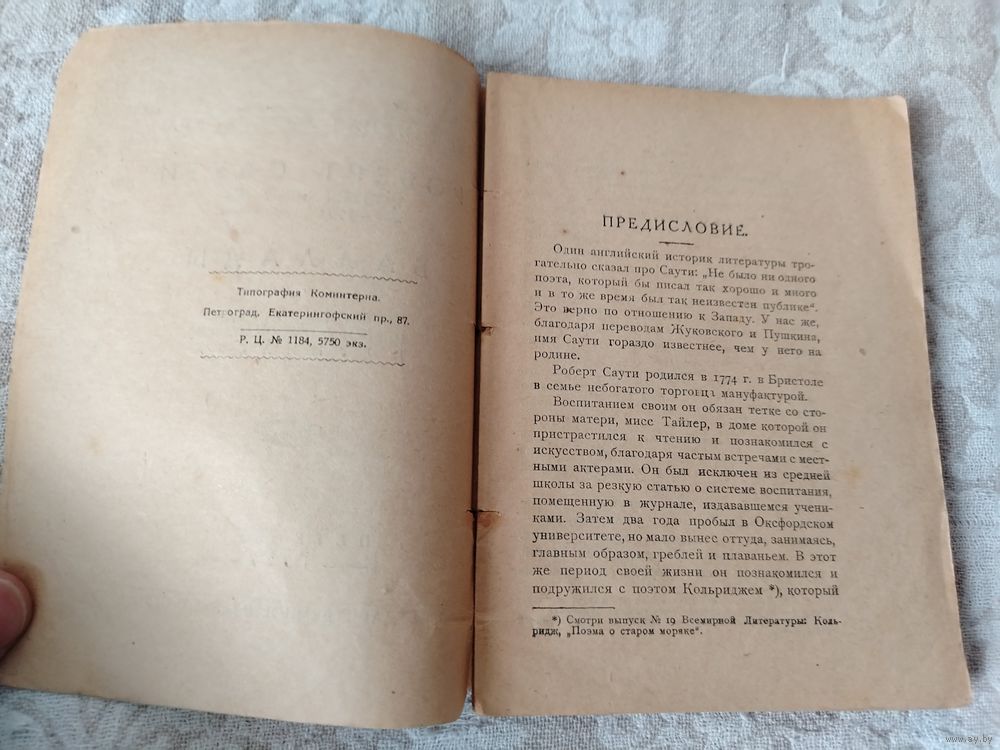 Типография Коминтерна.
Петроград, Екатерингофский пр., 87.
Р. Ц. № 1184, 5750 экз.
ПРЕДИСЛОВИЕ.
Один английский историк литературы тро-
гательно сказал про Саути: „Не было ни одного
поэта, который бы писал так хорошо и много
и в то же время был так неизвестен публике“.
Это верно по отношению к Западу. У нас же,
благодаря переводам Жуковского и Пушкина,
имя Саути гораздо известнее, чем у него на
родине.
Роберт Саути родился в 1774 г. в Бристоле
в семье небогатого торговца мануфактурой.
Воспитанием своим он обязан тетке со сто-
роны матери, мисс Тайлер, в доме которой он
пристрастился к чтению и познакомился с
искусством, благодаря частым встречам с мест-
ными актерами. Он был исключен из средней
школы за резкую статью о системе воспитания,
помещенную в журнале, издававшемся учени-
ками. Затем два года пробыл в Оксфордском
университете, но мало вынес оттуда, занимаясь,
главным образом, греблей и плаваньем. В этот
же период своей жизни он познакомился и
подружился с поэтом Кольриджем *), который
*) Смотри выпуск № 19 Всемирной Литературы: Коль-
ридж, „Поэма о старом моряке“.
www.ay.by